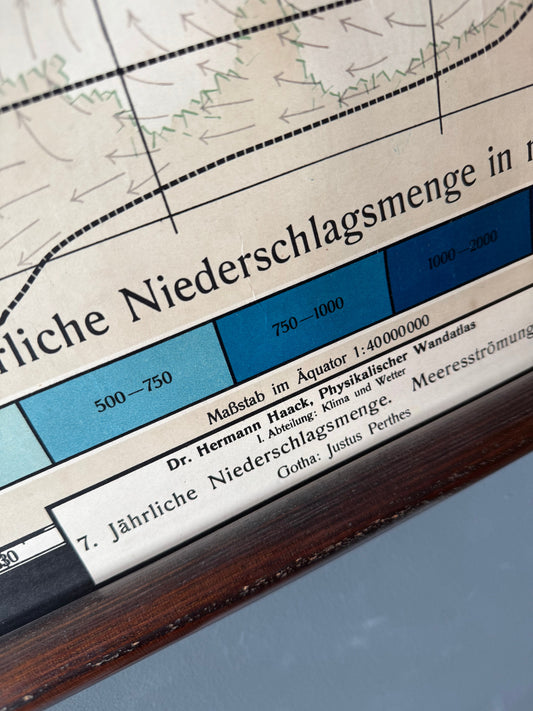 rliche Niederschlagsmenge in
500—750
750—1000
1000—2000
Maßstab im Äquator 1:40000000
Dr. Hermann Haack, Physikalischer Wandatlas
I. Abteilung: Klima und Wetter
7. Jährliche Niederschlagsmenge. Meeresströmung
Gotha: Justus Perthes
30